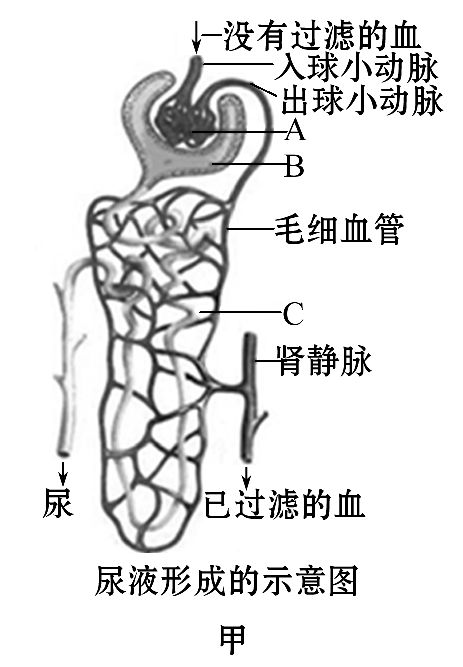 没有过滤的血
入球小动脉
出球小动脉
A
B
毛细血管
C
肾静脉
尿
已过滤的血
尿液形成的示意图
甲